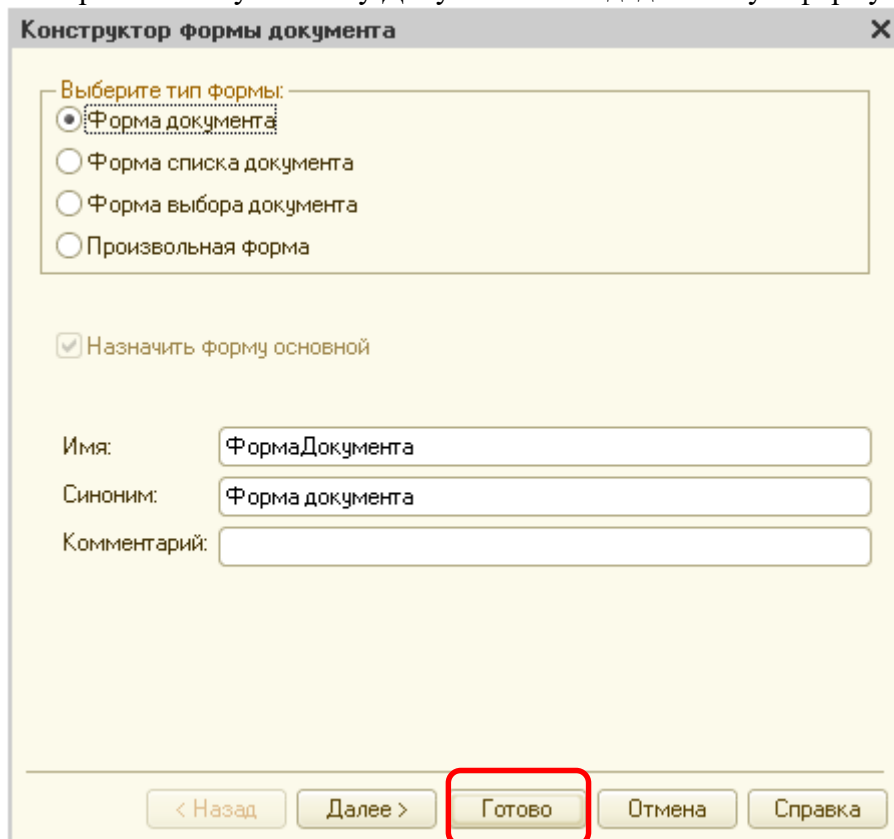 Конструктор формы документа
Выберите тип формы:
Форма документа
Форма списка документа
Форма выбора документа
Произвольная форма
Назначить форму основной
Имя: ФормаДокумента
Синоним: Форма документа
Комментарий:
< Назад Далее > Готово Отмена Справка